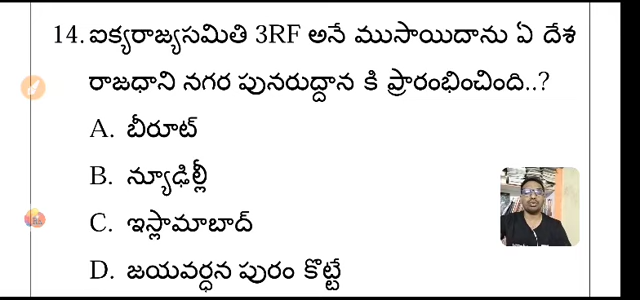 14. ఐక్యరాజ్యసమితి 3RF అనే ముసాయిదాను ఏ దేశ
రాజధాని నగర పునరుద్దాన కి ప్రారంభించింది..?
A. బీరూట్
B. న్యూఢిల్లీ
C. ఇస్లామాబాద్
D. జయవర్ధన పురం కొట్టే